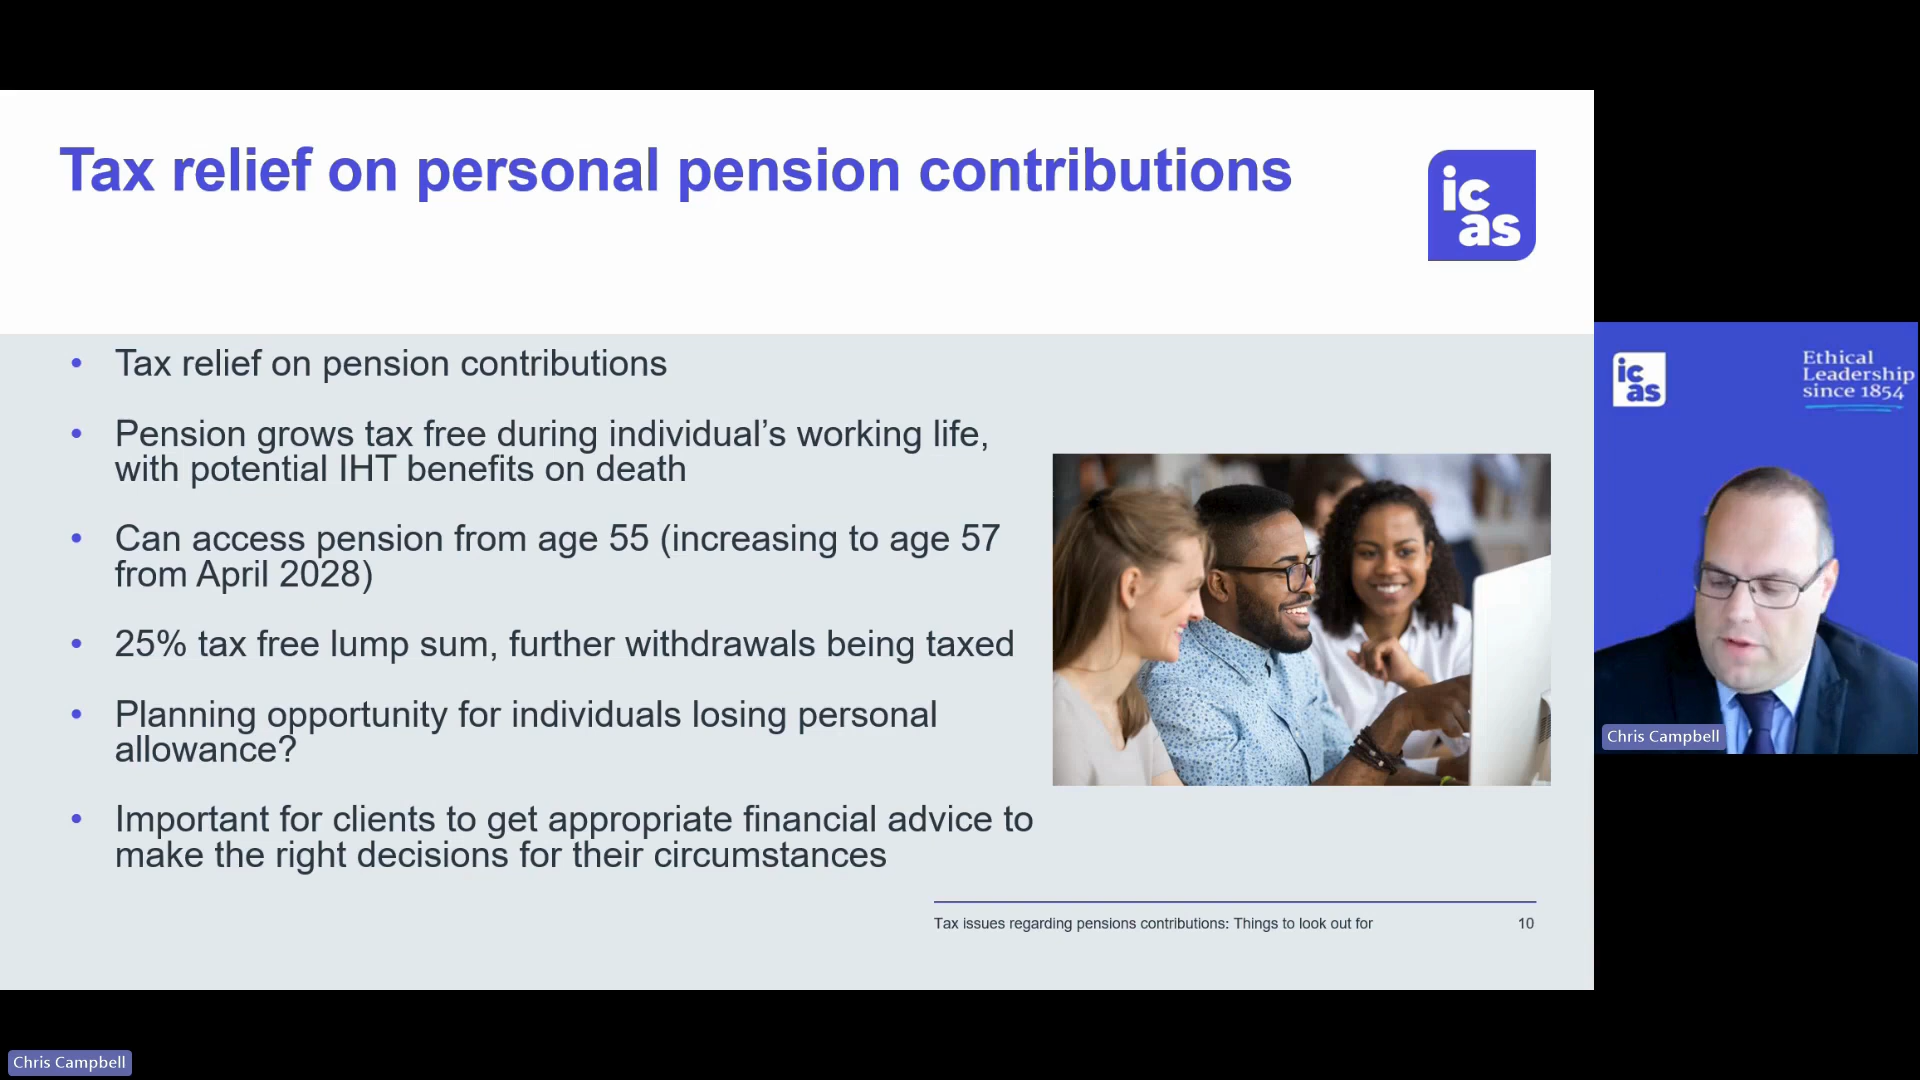 Tax relief on personal pension contributions
ic
as
• Tax relief on pension contributions
• Pension grows tax free during individual's working life,
with potential IHT benefits on death
• Can access pension from age 55 (increasing to age 57
from April 2028)
• 25% tax free lump sum, further withdrawals being taxed
• Planning opportunity for individuals losing personal
allowance?
• Important for clients to get appropriate financial advice to
make the right decisions for their circumstances
Tax issues regarding pensions contributions: Things to look out for 10
ic
as
Ethical
Leadership
since 1854
Chris Campbell
Chris Campbell